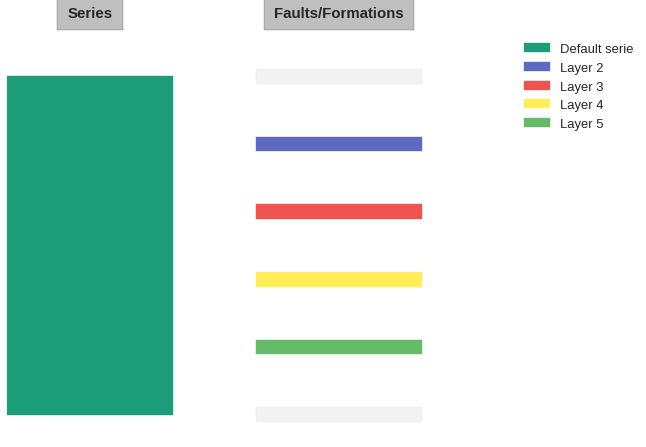 Series
Faults/Formations
Default serie
Layer 2
Layer 3
Layer 4
Layer 5